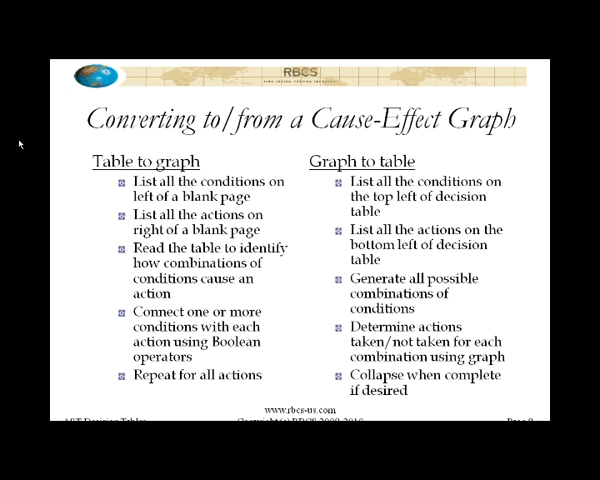 RBCS
Converting to/from a Cause-Effect Graph
Table to graph
List all the conditions on
left of a blank page
List all the actions on
right of a blank page
Read the table to identify
how combinations of
conditions cause an
action
Connect one or more
conditions with each
action using Boolean
operators
Repeat for all actions
Graph to table
List all the conditions on
the top left of decision
table
List all the actions on the
bottom left of decision
table
Generate all possible
combinations of
conditions
Determine actions
taken/not taken for each
combination using graph
Collapse when complete
if desired
www.rbcs-us.com